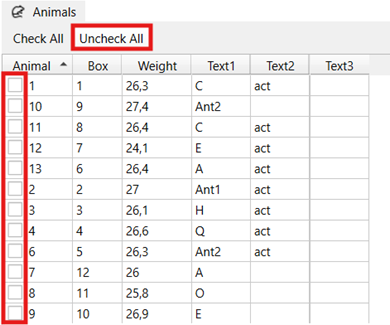 Animals
Check All Uncheck All
Animal Box Weight Text1 Text2 Text3
1 1 26,3 C act
10 9 27,4 Ant2
11 8 26,4 C act
12 7 24,1 E act
13 6 26,4 A act
2 2 27 Ant1 act
3 3 26,1 H act
4 4 26,6 Q act
6 5 26,3 Ant2 act
7 12 26 A
8 11 25,8 O
9 10 26,9 E